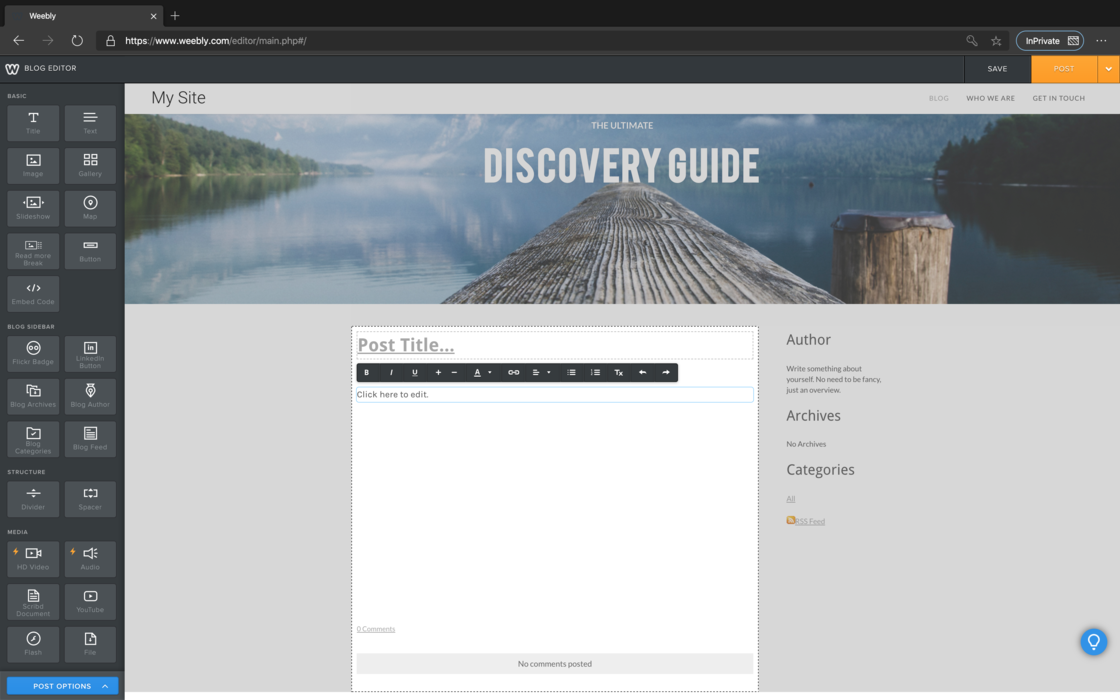 Weebly
https://www.weebly.com/editor/main.php#/
InPrivate
BLOG EDITOR
SAVE
POST
BASIC
Title
Text
Image
Gallery
Slideshow
Map
Read more
Break
Button
Embed Code
BLOG SIDEBAR
Flickr Badge
LinkedIn
Button
Blog Archives
Blog Author
Blog
Categories
Blog Feed
STRUCTURE
Divider
Spacer
MEDIA
HD Video
Audio
Scribd
Document
YouTube
Flash
File
POST OPTIONS
My Site
BLOG
WHO WE ARE
GET IN TOUCH
THE ULTIMATE
DISCOVERY GUIDE
Post Title...
B I U + − A Tx
Click here to edit.
0 Comments
No comments posted
Author
Write something about
yourself. No need to be fancy,
just an overview.
Archives
No Archives
Categories
All
RSS Feed